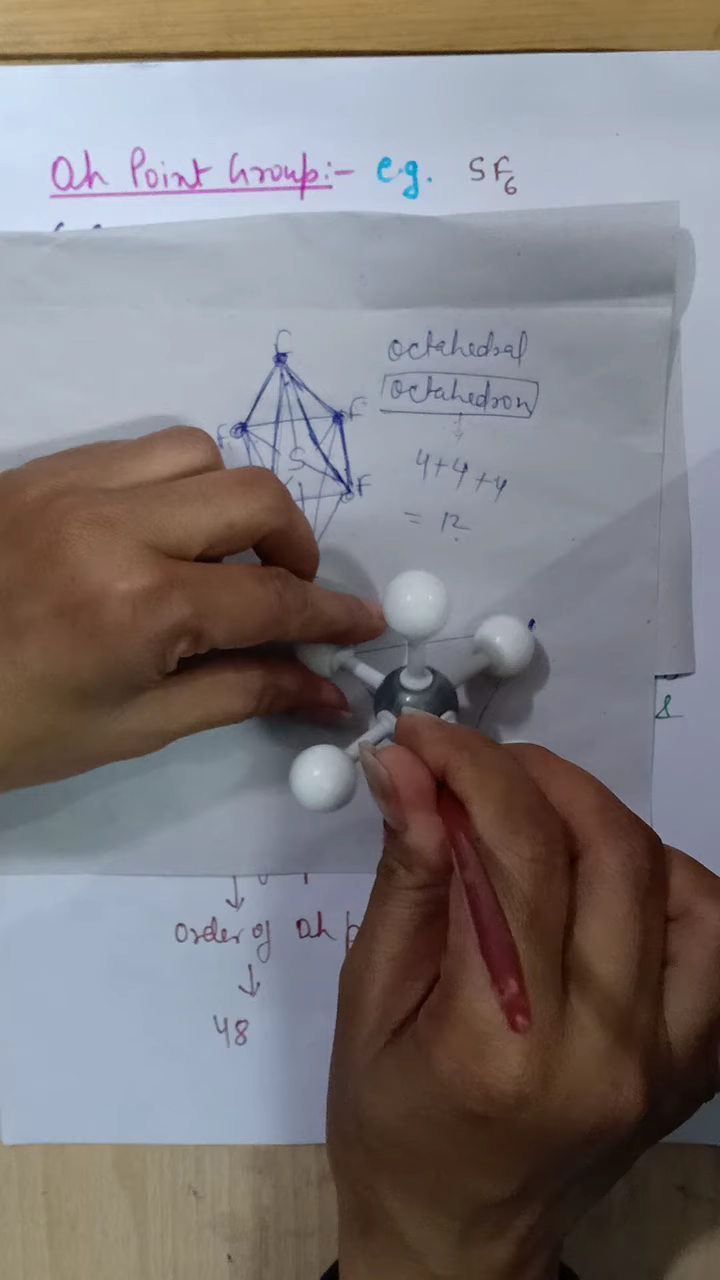 Oh Point Group:- e.g. SF6
octahedral
octahedron
F F
4+4+4
S F
= 12
&
↓
order of Oh p
↓
48